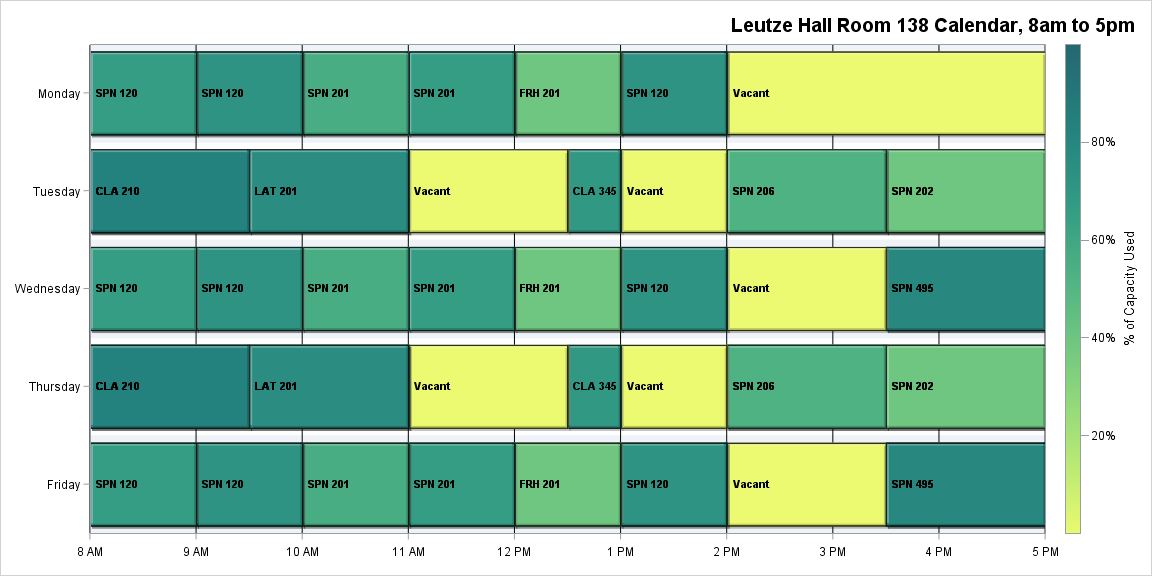 Leutze Hall Room 138 Calendar, 8am to 5pm
Monday
SPN 120
SPN 120
SPN 201
SPN 201
FRH 201
SPN 120
Vacant
Tuesday
CLA 210
LAT 201
Vacant
CLA 345
Vacant
SPN 206
SPN 202
Wednesday
SPN 120
SPN 120
SPN 201
SPN 201
FRH 201
SPN 120
Vacant
SPN 495
Thursday
CLA 210
LAT 201
Vacant
CLA 345
Vacant
SPN 206
SPN 202
Friday
SPN 120
SPN 120
SPN 201
SPN 201
FRH 201
SPN 120
Vacant
SPN 495
8 AM
9 AM
10 AM
11 AM
12 PM
1 PM
2 PM
3 PM
4 PM
5 PM
80%
60%
40%
20%
% of Capacity Used